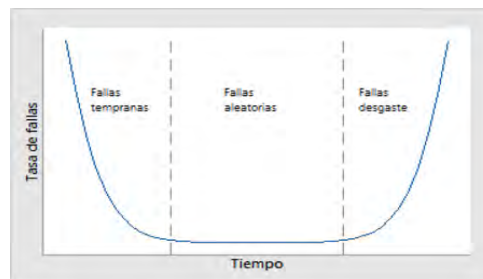 Fallas
tempranas
Fallas
aleatorias
Fallas
desgaste
Tasa de fallas
Tiempo